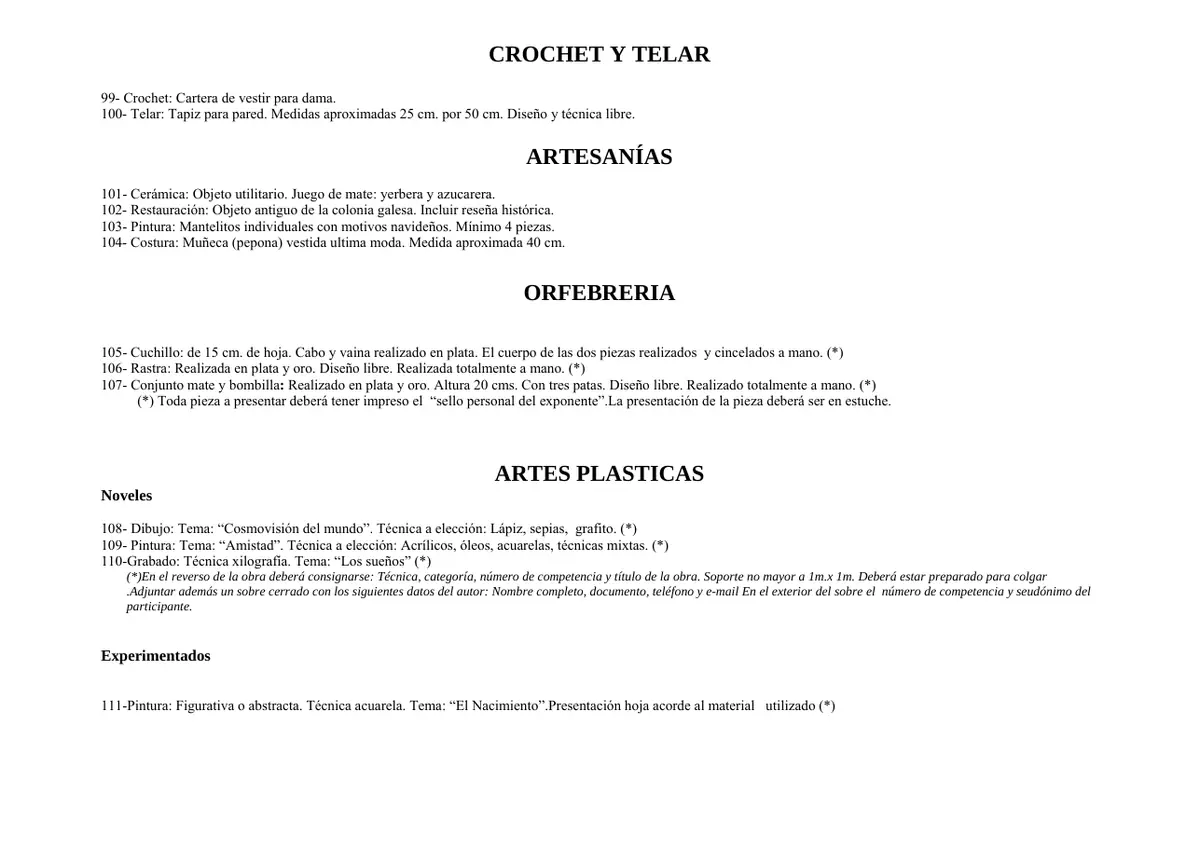 CROCHET Y TELAR
99- Crochet: Cartera de vestir para dama.
100- Telar: Tapiz para pared. Medidas aproximadas 25 cm. por 50 cm. Diseño y técnica libre.
ARTESANÍAS
101- Cerámica: Objeto utilitario. Juego de mate: yerbera y azucarera.
102- Restauración: Objeto antiguo de la colonia galesa. Incluir reseña histórica.
103- Pintura: Mantelitos individuales con motivos navideños. Mínimo 4 piezas.
104- Costura: Muñeca (pepona) vestida ultima moda. Medida aproximada 40 cm.
ORFEBRERIA
105- Cuchillo: de 15 cm. de hoja. Cabo y vaina realizado en plata. El cuerpo de las dos piezas realizados  y cincelados a mano. (*)
106- Rastra: Realizada en plata y oro. Diseño libre. Realizada totalmente a mano. (*)
107- Conjunto mate y bombilla: Realizado en plata y oro. Altura 20 cms. Con tres patas. Diseño libre. Realizado totalmente a mano. (*)
(*) Toda pieza a presentar deberá tener impreso el  “sello personal del exponente”.La presentación de la pieza deberá ser en estuche.
ARTES PLASTICAS
Noveles
108- Dibujo: Tema: “Cosmovisión del mundo”. Técnica a elección: Lápiz, sepias,  grafito. (*)
109- Pintura: Tema: “Amistad”. Técnica a elección: Acrílicos, óleos, acuarelas, técnicas mixtas. (*)
110-Grabado: Técnica xilografía. Tema: “Los sueños” (*)
(*)En el reverso de la obra deberá consignarse: Técnica, categoría, número de competencia y título de la obra. Soporte no mayor a 1m.x 1m. Deberá estar preparado para colgar
.Adjuntar además un sobre cerrado con los siguientes datos del autor: Nombre completo, documento, teléfono y e-mail En el exterior del sobre el  número de competencia y seudónimo del
participante.
Experimentados
111-Pintura: Figurativa o abstracta. Técnica acuarela. Tema: “El Nacimiento”.Presentación hoja acorde al material   utilizado (*)